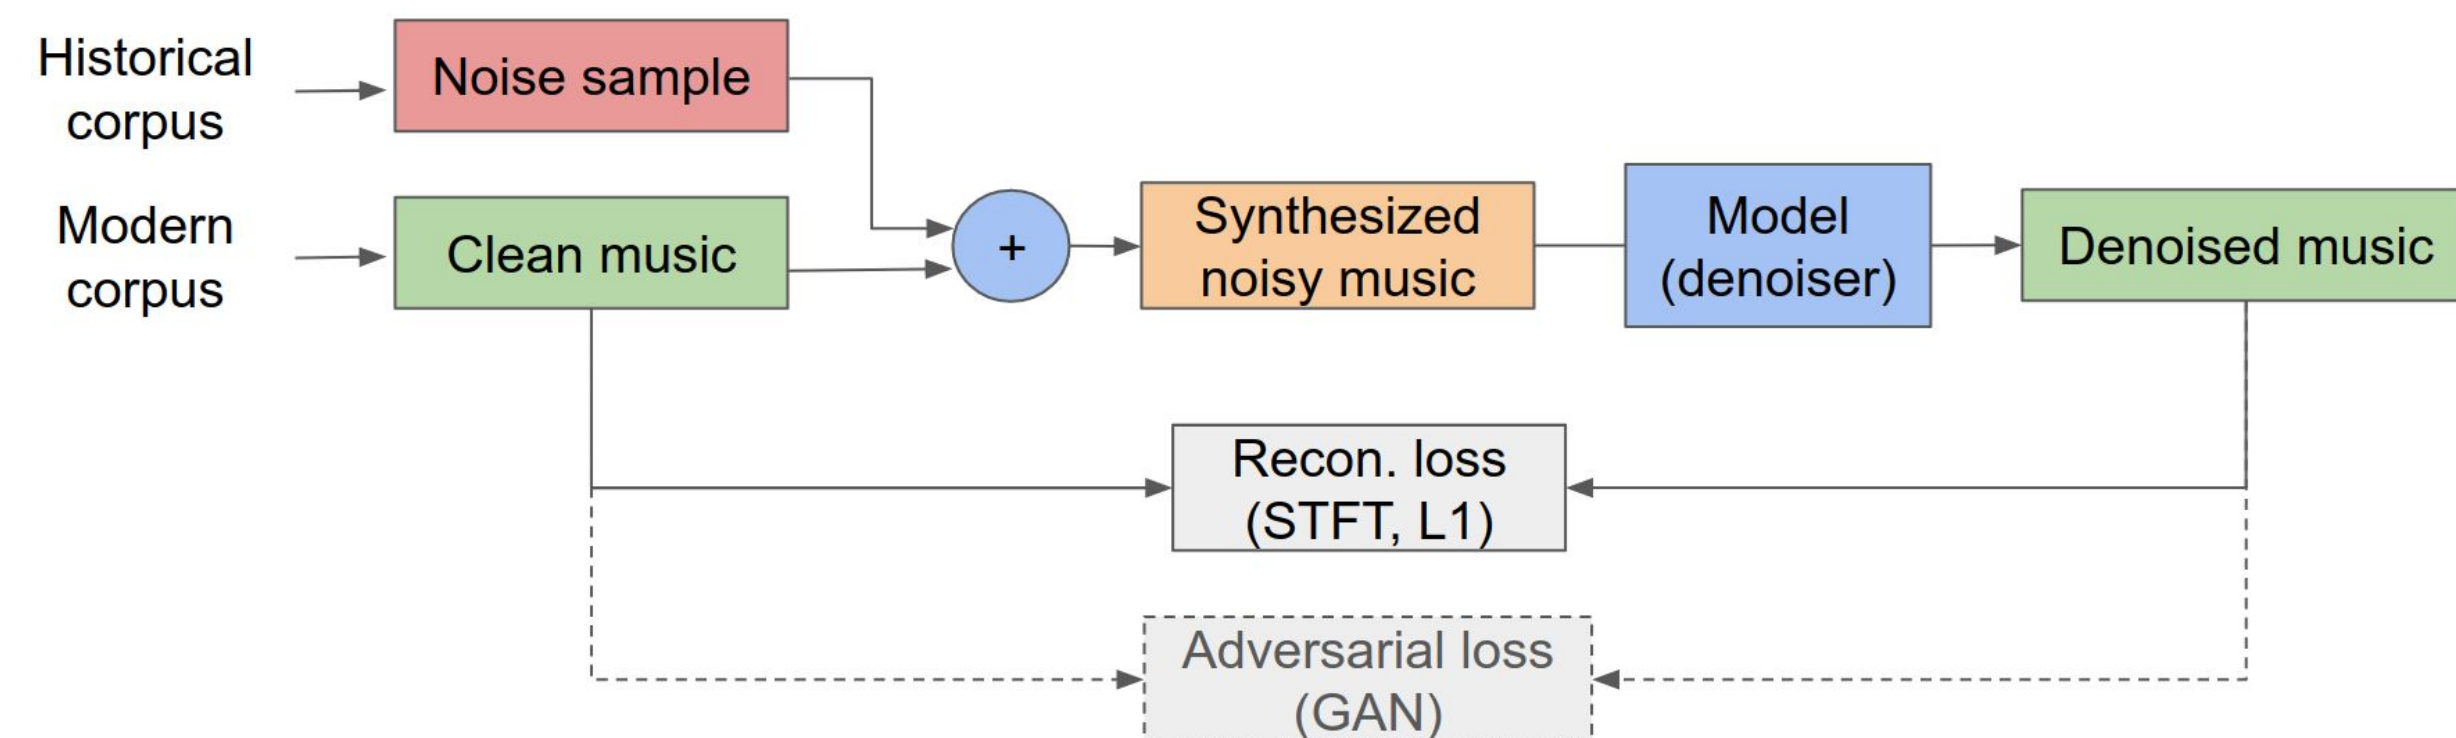 Historical
corpus
Noise sample
Modern
corpus
Clean music
+
Synthesized
noisy music
Model
(denoiser)
Denoised music
Recon. loss
(STFT, L1)
Adversarial loss
(GAN)